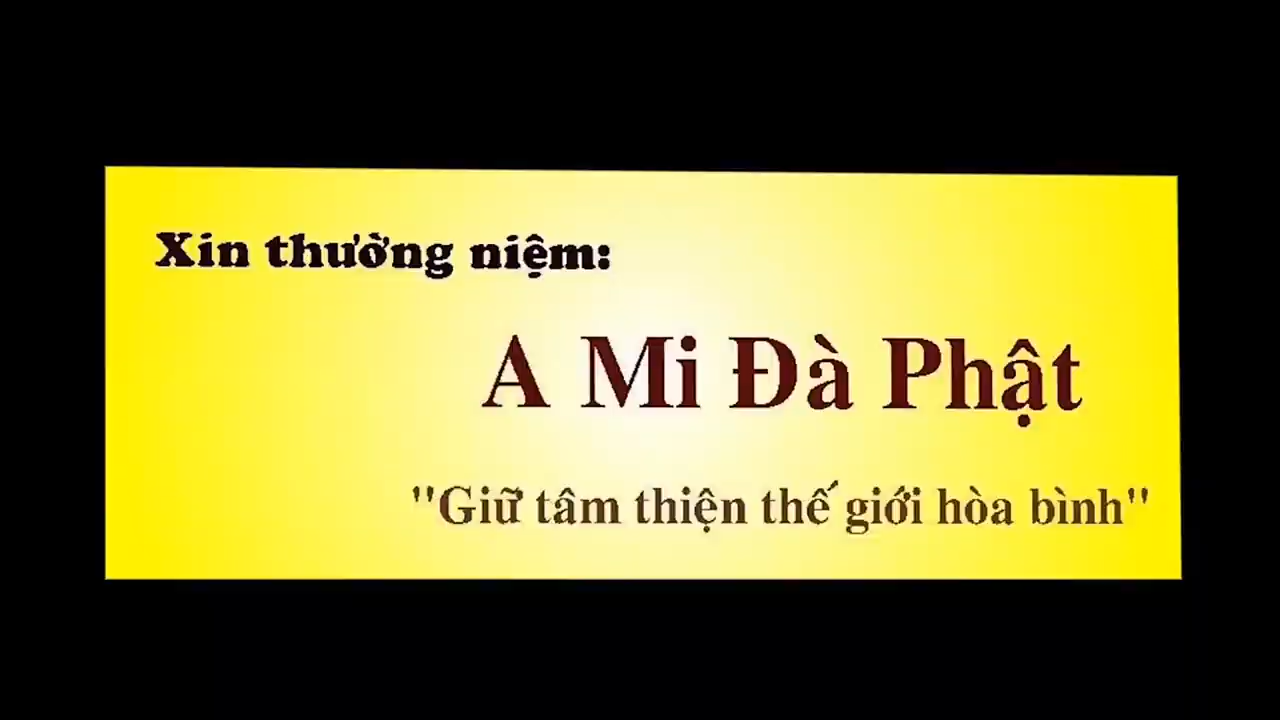 Xin thường niệm:
A Mi Đà Phật
"Giữ tâm thiện thế giới hòa bình"